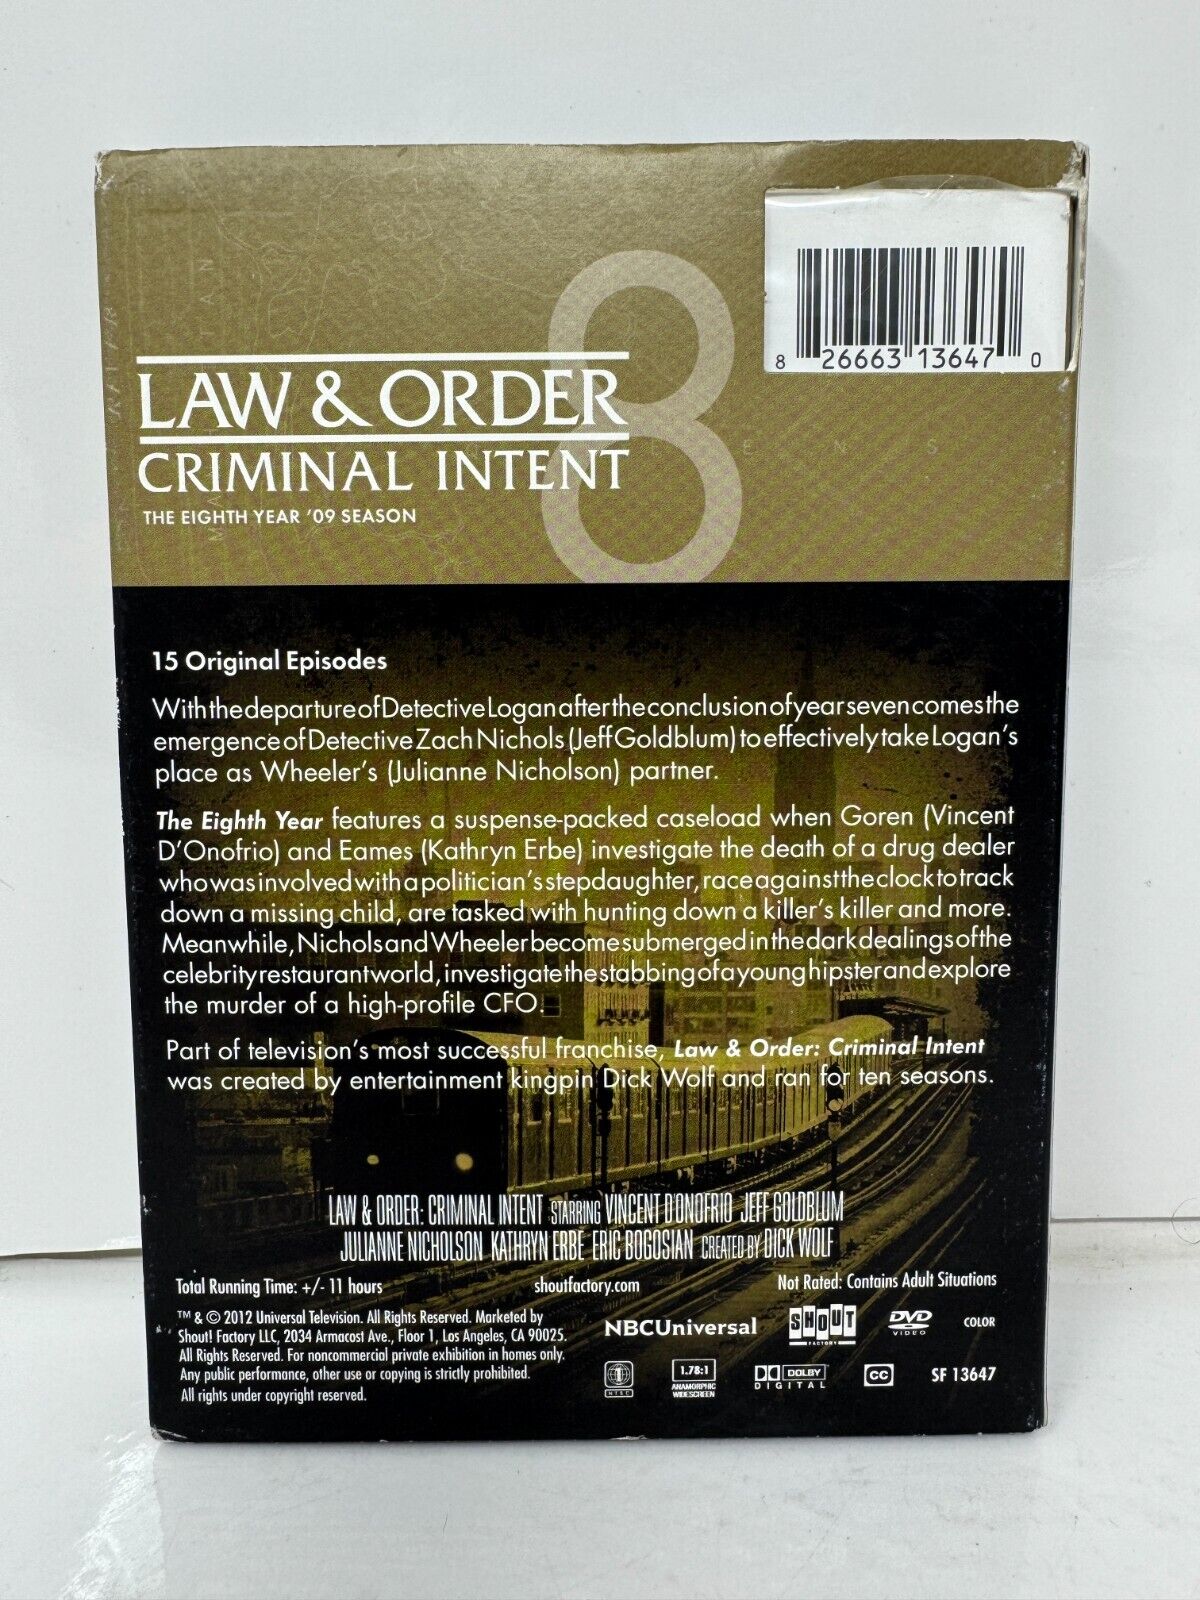 8 26663 13647 0
8
LAW & ORDER
CRIMINAL INTENT
THE EIGHTH YEAR '09 SEASON
15 Original Episodes
With the departure of Detective Logan after the conclusion of year seven comes the
emergence of Detective Zach Nichols (Jeff Goldblum) to effectively take Logan's
place as Wheeler's (Julianne Nicholson) partner.
The Eighth Year features a suspense-packed caseload when Goren (Vincent
D'Onofrio) and Eames (Kathryn Erbe) investigate the death of a drug dealer
who was involved with a politician's stepdaughter, race against the clock to track
down a missing child, are tasked with hunting down a killer's killer and more.
Meanwhile, Nichols and Wheeler become submerged in the dark dealings of the
celebrity restaurant world, investigate the stabbing of a young hipster and explore
the murder of a high-profile CFO.
Part of television's most successful franchise, Law & Order: Criminal Intent
was created by entertainment kingpin Dick Wolf and ran for ten seasons.
LAW & ORDER: CRIMINAL INTENT STARRING VINCENT D'ONOFRIO JEFF GOLDBLUM
JULIANNE NICHOLSON KATHRYN ERBE ERIC BOGOSIAN CREATED BY DICK WOLF
Total Running Time: +/- 11 hours
shoutfactory.com
Not Rated: Contains Adult Situations
™ & © 2012 Universal Television. All Rights Reserved. Marketed by
Shout! Factory LLC, 2034 Armacost Ave., Floor 1, Los Angeles, CA 90025.
All Rights Reserved. For noncommercial private exhibition in homes only.
Any public performance, other use or copying is strictly prohibited.
All rights under copyright reserved.
NBCUniversal
SHOUT
FACTORY
DVD
VIDEO
COLOR
1
NTSC
1.78:1
ANAMORPHIC
WIDESCREEN
DOLBY
DIGITAL
CC
SF 13647